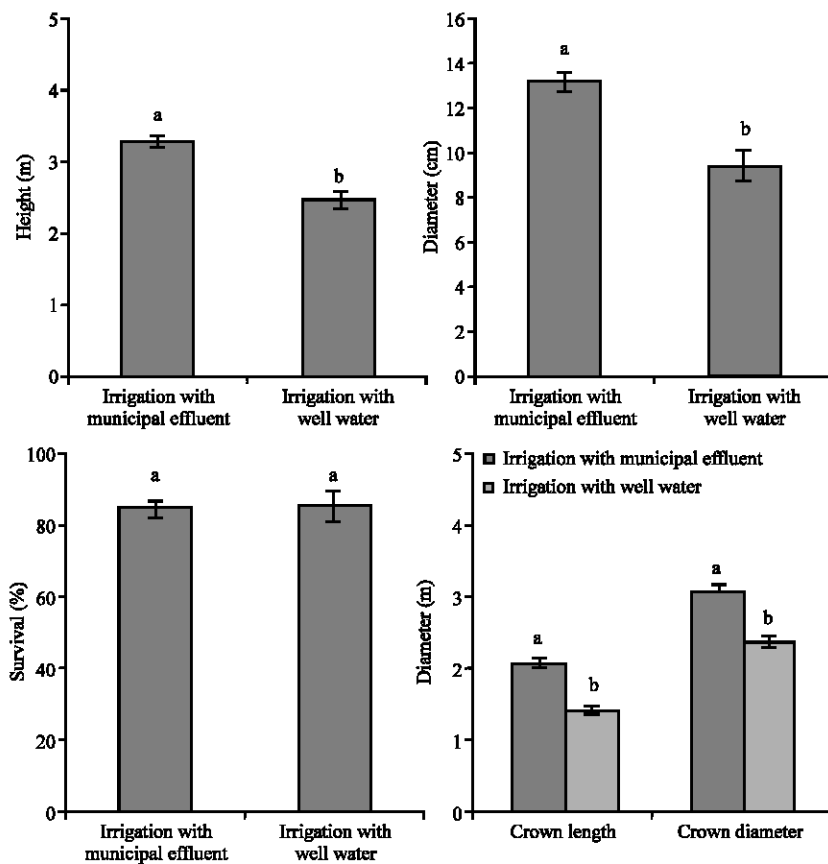 5
4
3
2
1
0
Height (m)
a
b
Irrigation with
municipal effluent
Irrigation with
well water
16
14
12
10
8
6
4
2
0
Diameter (cm)
a
b
Irrigation with
municipal effluent
Irrigation with
well water
100
80
60
40
20
0
Survival (%)
a
a
Irrigation with
municipal effluent
Irrigation with
well water
5
4
3
2
1
0
Diameter (m)
Irrigation with municipal effluent
Irrigation with well water
a
b
a
b
Crown length
Crown diameter